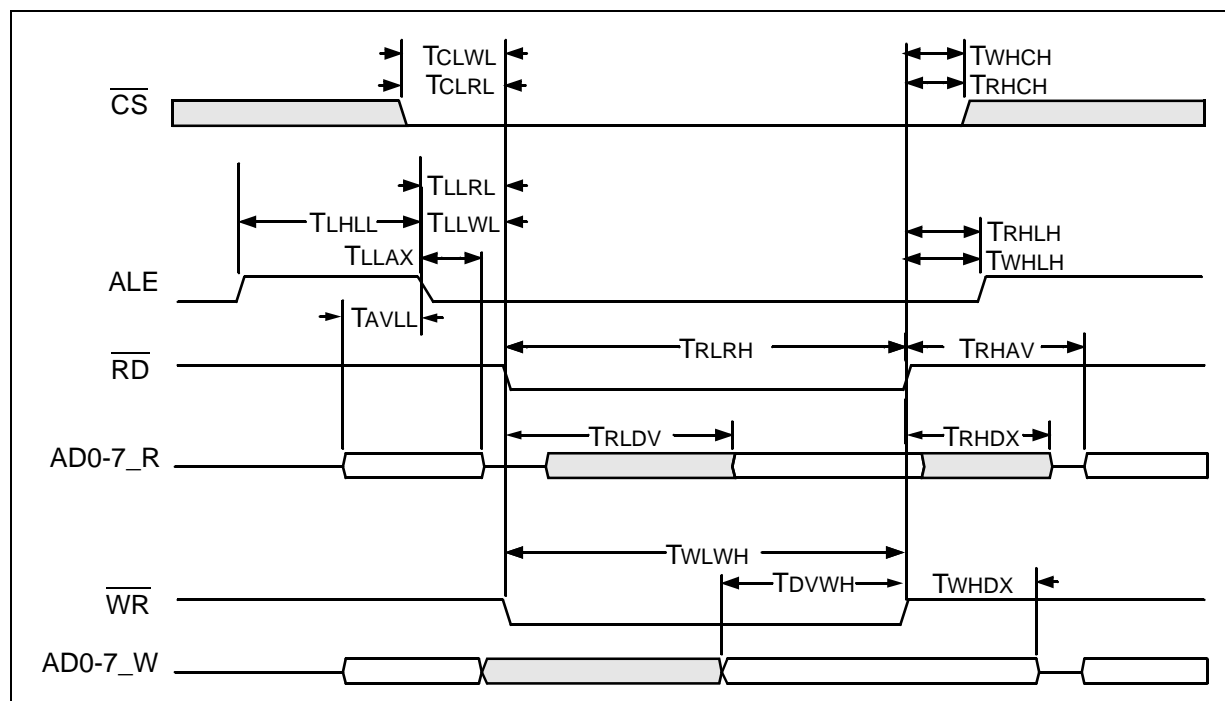 TCLWL
TWHCH
TCLRL
TRHCH
CS
TLLRL
TLHLL
TLLWL
TRHLH
TLLAX
TWHLH
ALE
TAVLL
TRLRH
TRHAV
RD
TRLDV
TRHDX
AD0-7_R
TWLWH
TDVWH
TWHDX
WR
AD0-7_W